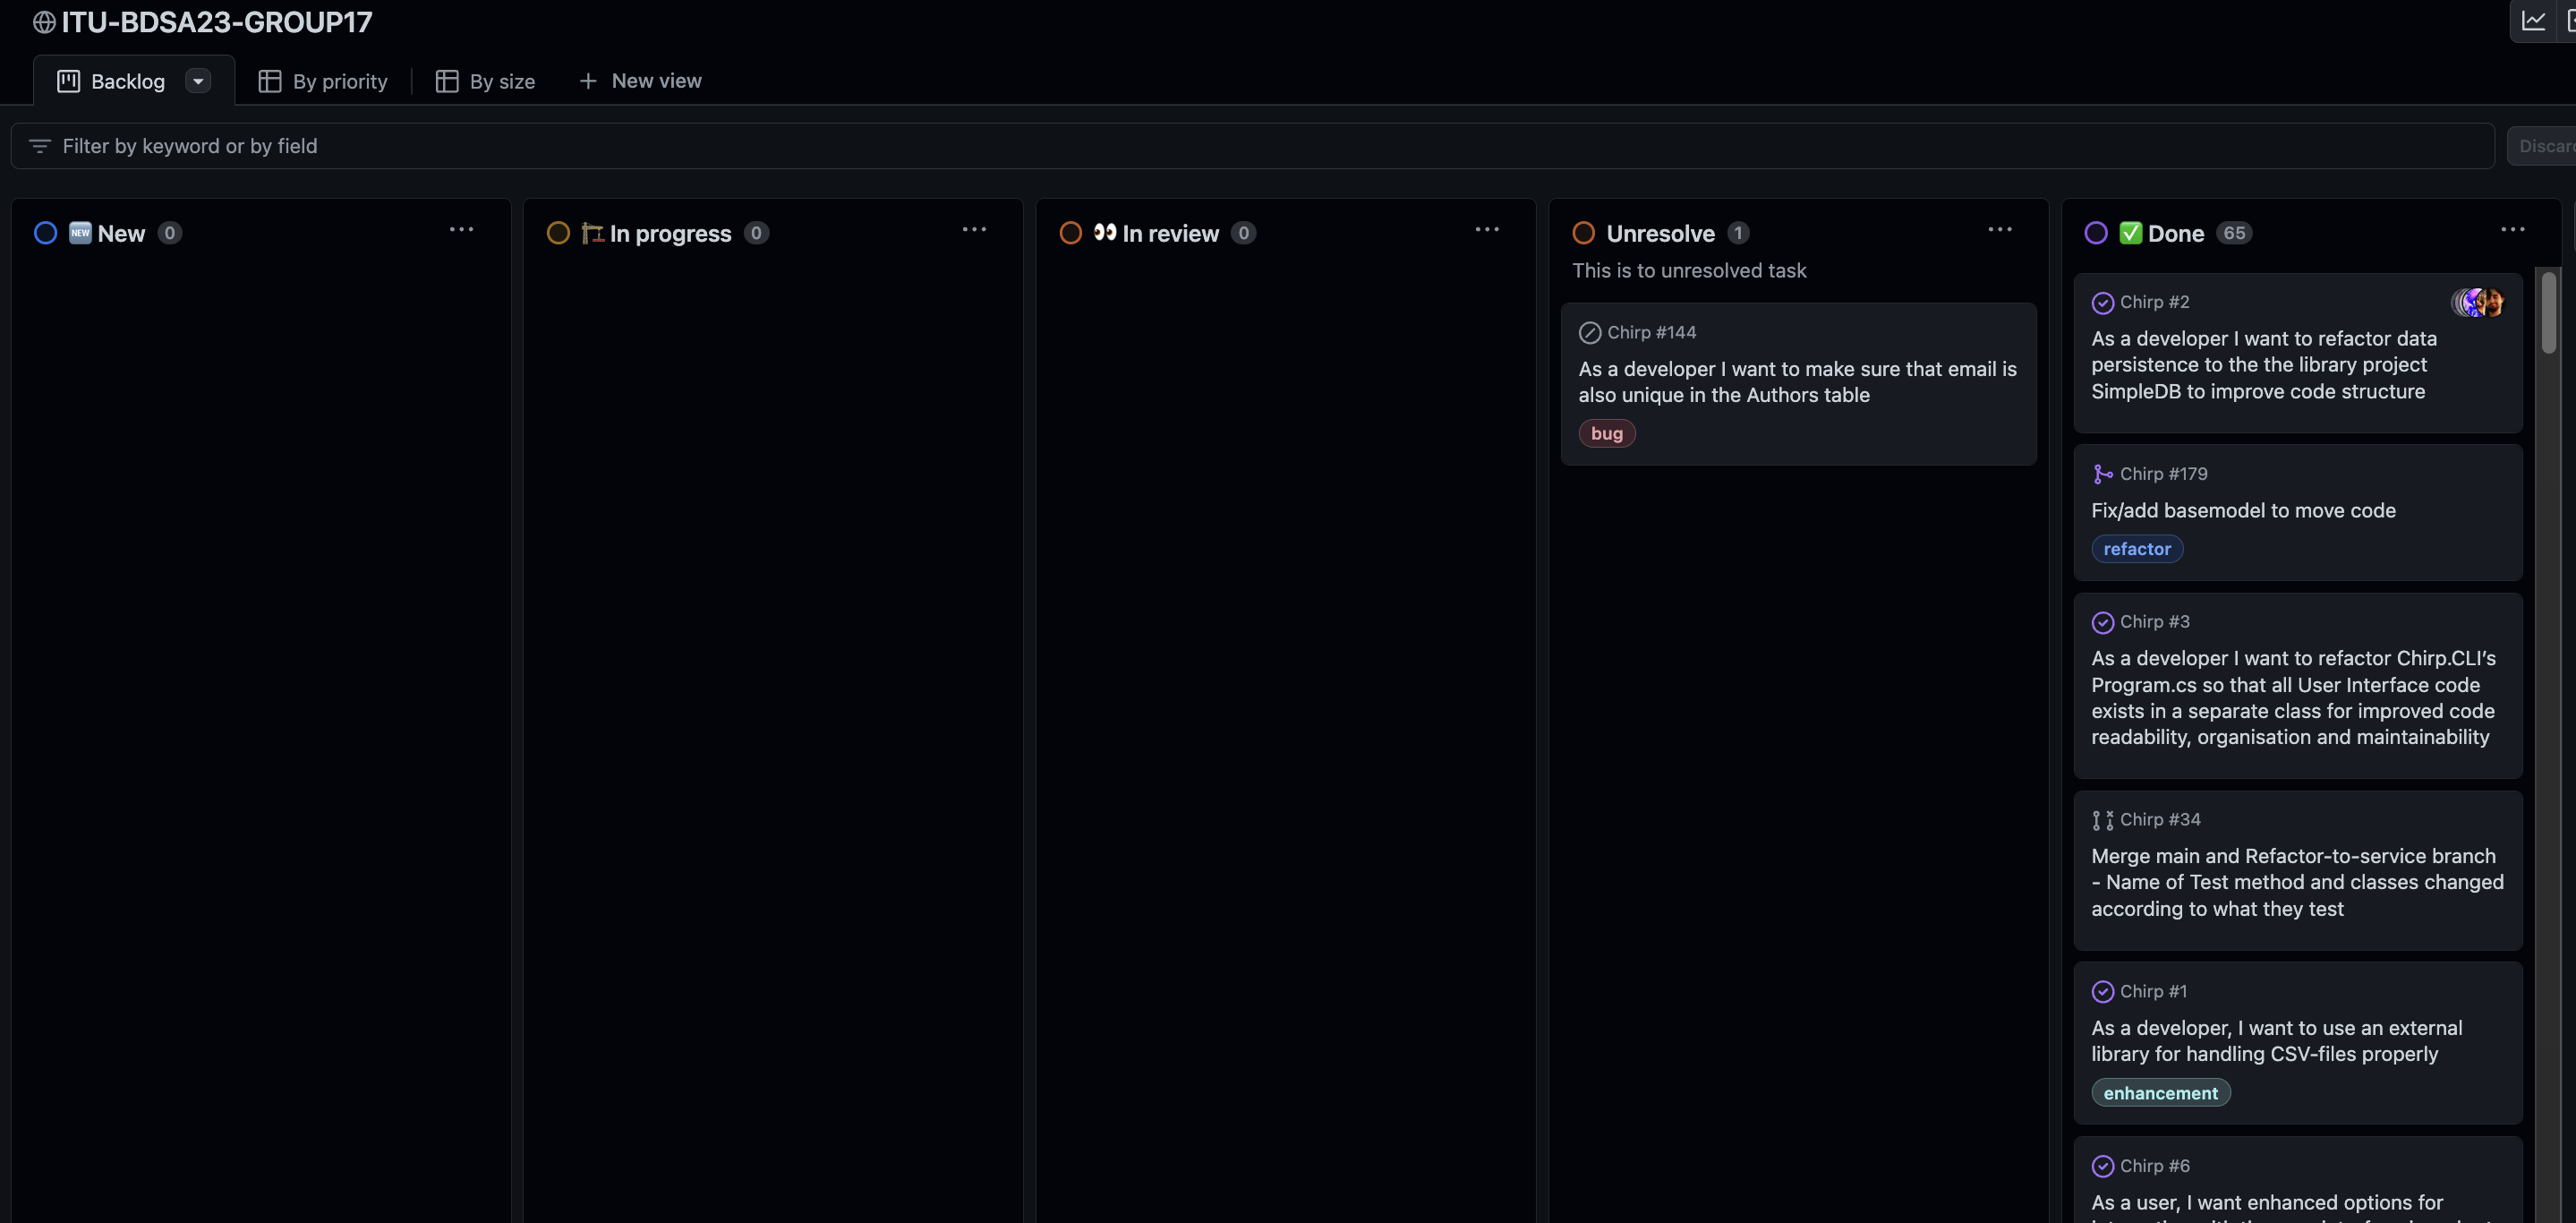 ITU-BDSA23-GROUP17
Backlog
By priority
By size
New view
Filter by keyword or by field
NEW New 0
In progress 0
In review 0
Unresolve 1
This is to unresolved task
Chirp #144
As a developer I want to make sure that email is
also unique in the Authors table
bug
Done 65
Chirp #2
As a developer I want to refactor data
persistence to the the library project
SimpleDB to improve code structure
Chirp #179
Fix/add basemodel to move code
refactor
Chirp #3
As a developer I want to refactor Chirp.CLI’s
Program.cs so that all User Interface code
exists in a separate class for improved code
readability, organisation and maintainability
Chirp #34
Merge main and Refactor-to-service branch
- Name of Test method and classes changed
according to what they test
Chirp #1
As a developer, I want to use an external
library for handling CSV-files properly
enhancement
Chirp #6
As a user, I want enhanced options for